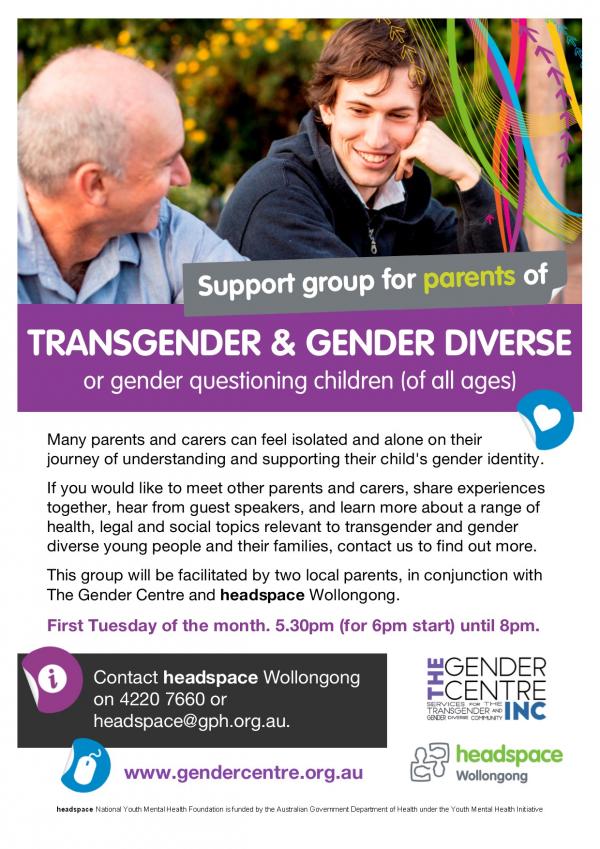 Support group for parents of
TRANSGENDER & GENDER DIVERSE
or gender questioning children (of all ages)
Many parents and carers can feel isolated and alone on their
journey of understanding and supporting their child's gender identity.
If you would like to meet other parents and carers, share experiences
together, hear from guest speakers, and learn more about a range of
health, legal and social topics relevant to transgender and gender
diverse young people and their families, contact us to find out more.
This group will be facilitated by two local parents, in conjunction with
The Gender Centre and headspace Wollongong.
First Tuesday of the month. 5.30pm (for 6pm start) until 8pm.
i
Contact headspace Wollongong
on 4220 7660 or
headspace@gph.org.au.
THE GENDER
CENTRE
SERVICES FOR THE
TRANSGENDER AND
GENDER DIVERSE COMMUNITY
INC
www.gendercentre.org.au
headspace
Wollongong
headspace National Youth Mental Health Foundation is funded by the Australian Government Department of Health under the Youth Mental Health Initiative